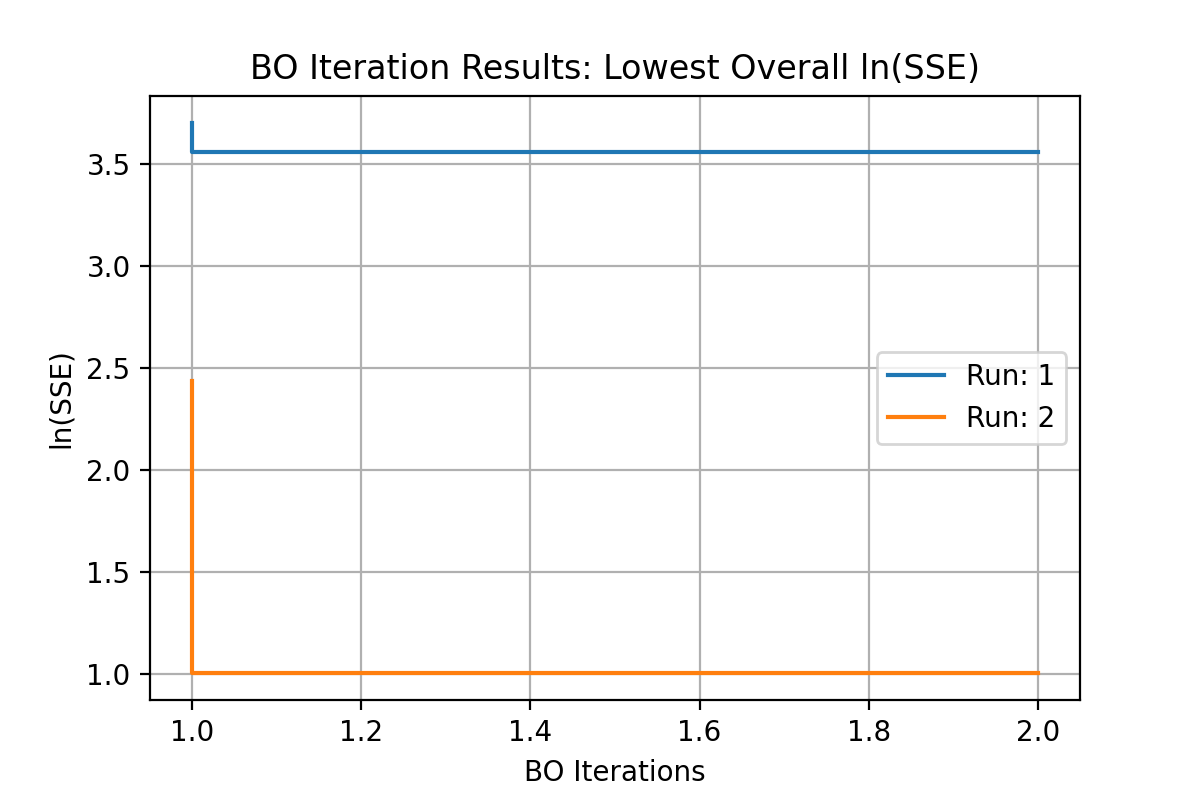 BO Iteration Results: Lowest Overall ln(SSE)
3.5
3.0
2.5
2.0
1.5
1.0
ln(SSE)
Run: 1
Run: 2
1.0 1.2 1.4 1.6 1.8 2.0
BO Iterations